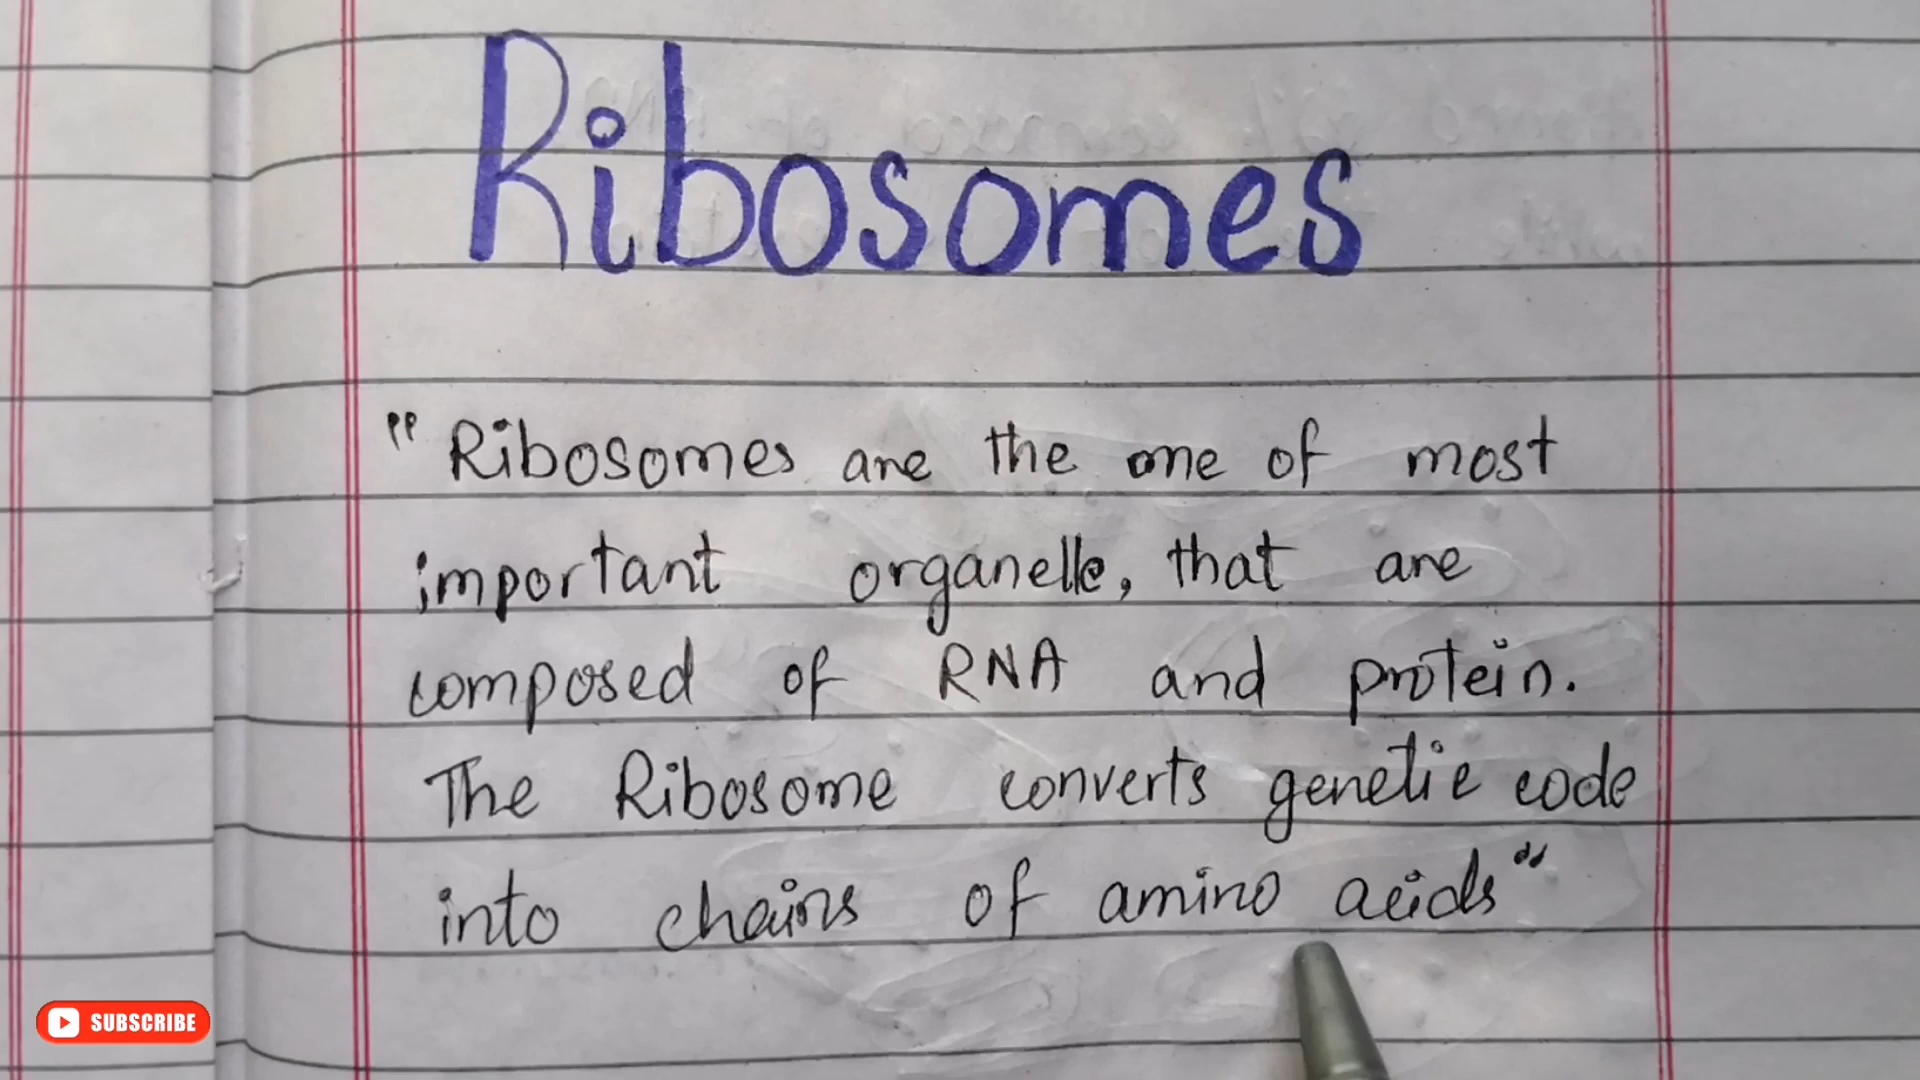 Ribosomes
"Ribosomes are the one of most
important organelle, that are
composed of RNA and protein.
The Ribosome converts genetic code
into chains of amino acids"
SUBSCRIBE